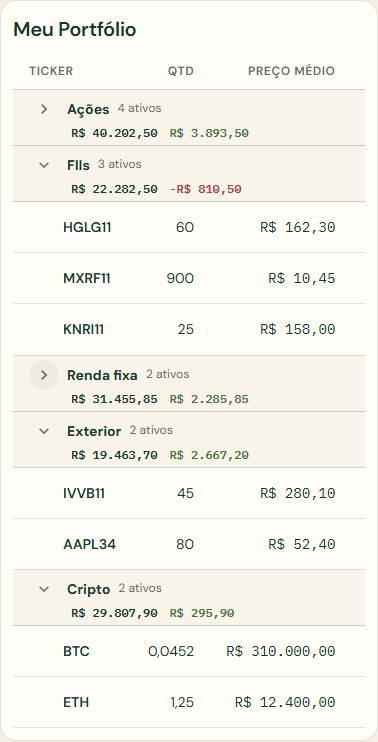 Meu Portfólio
TICKER QTD PREÇO MÉDIO
Ações 4 ativos
R$ 40.202,50 R$ 3.893,50
FIIs 3 ativos
R$ 22.282,50 -R$ 810,50
HGLG11 60 R$ 162,30
MXRF11 900 R$ 10,45
KNRI11 25 R$ 158,00
Renda fixa 2 ativos
R$ 31.455,85 R$ 2.285,85
Exterior 2 ativos
R$ 19.463,70 R$ 2.667,20
IVVB11 45 R$ 280,10
AAPL34 80 R$ 52,40
Cripto 2 ativos
R$ 29.807,90 R$ 295,90
BTC 0,0452 R$ 310.000,00
ETH 1,25 R$ 12.400,00